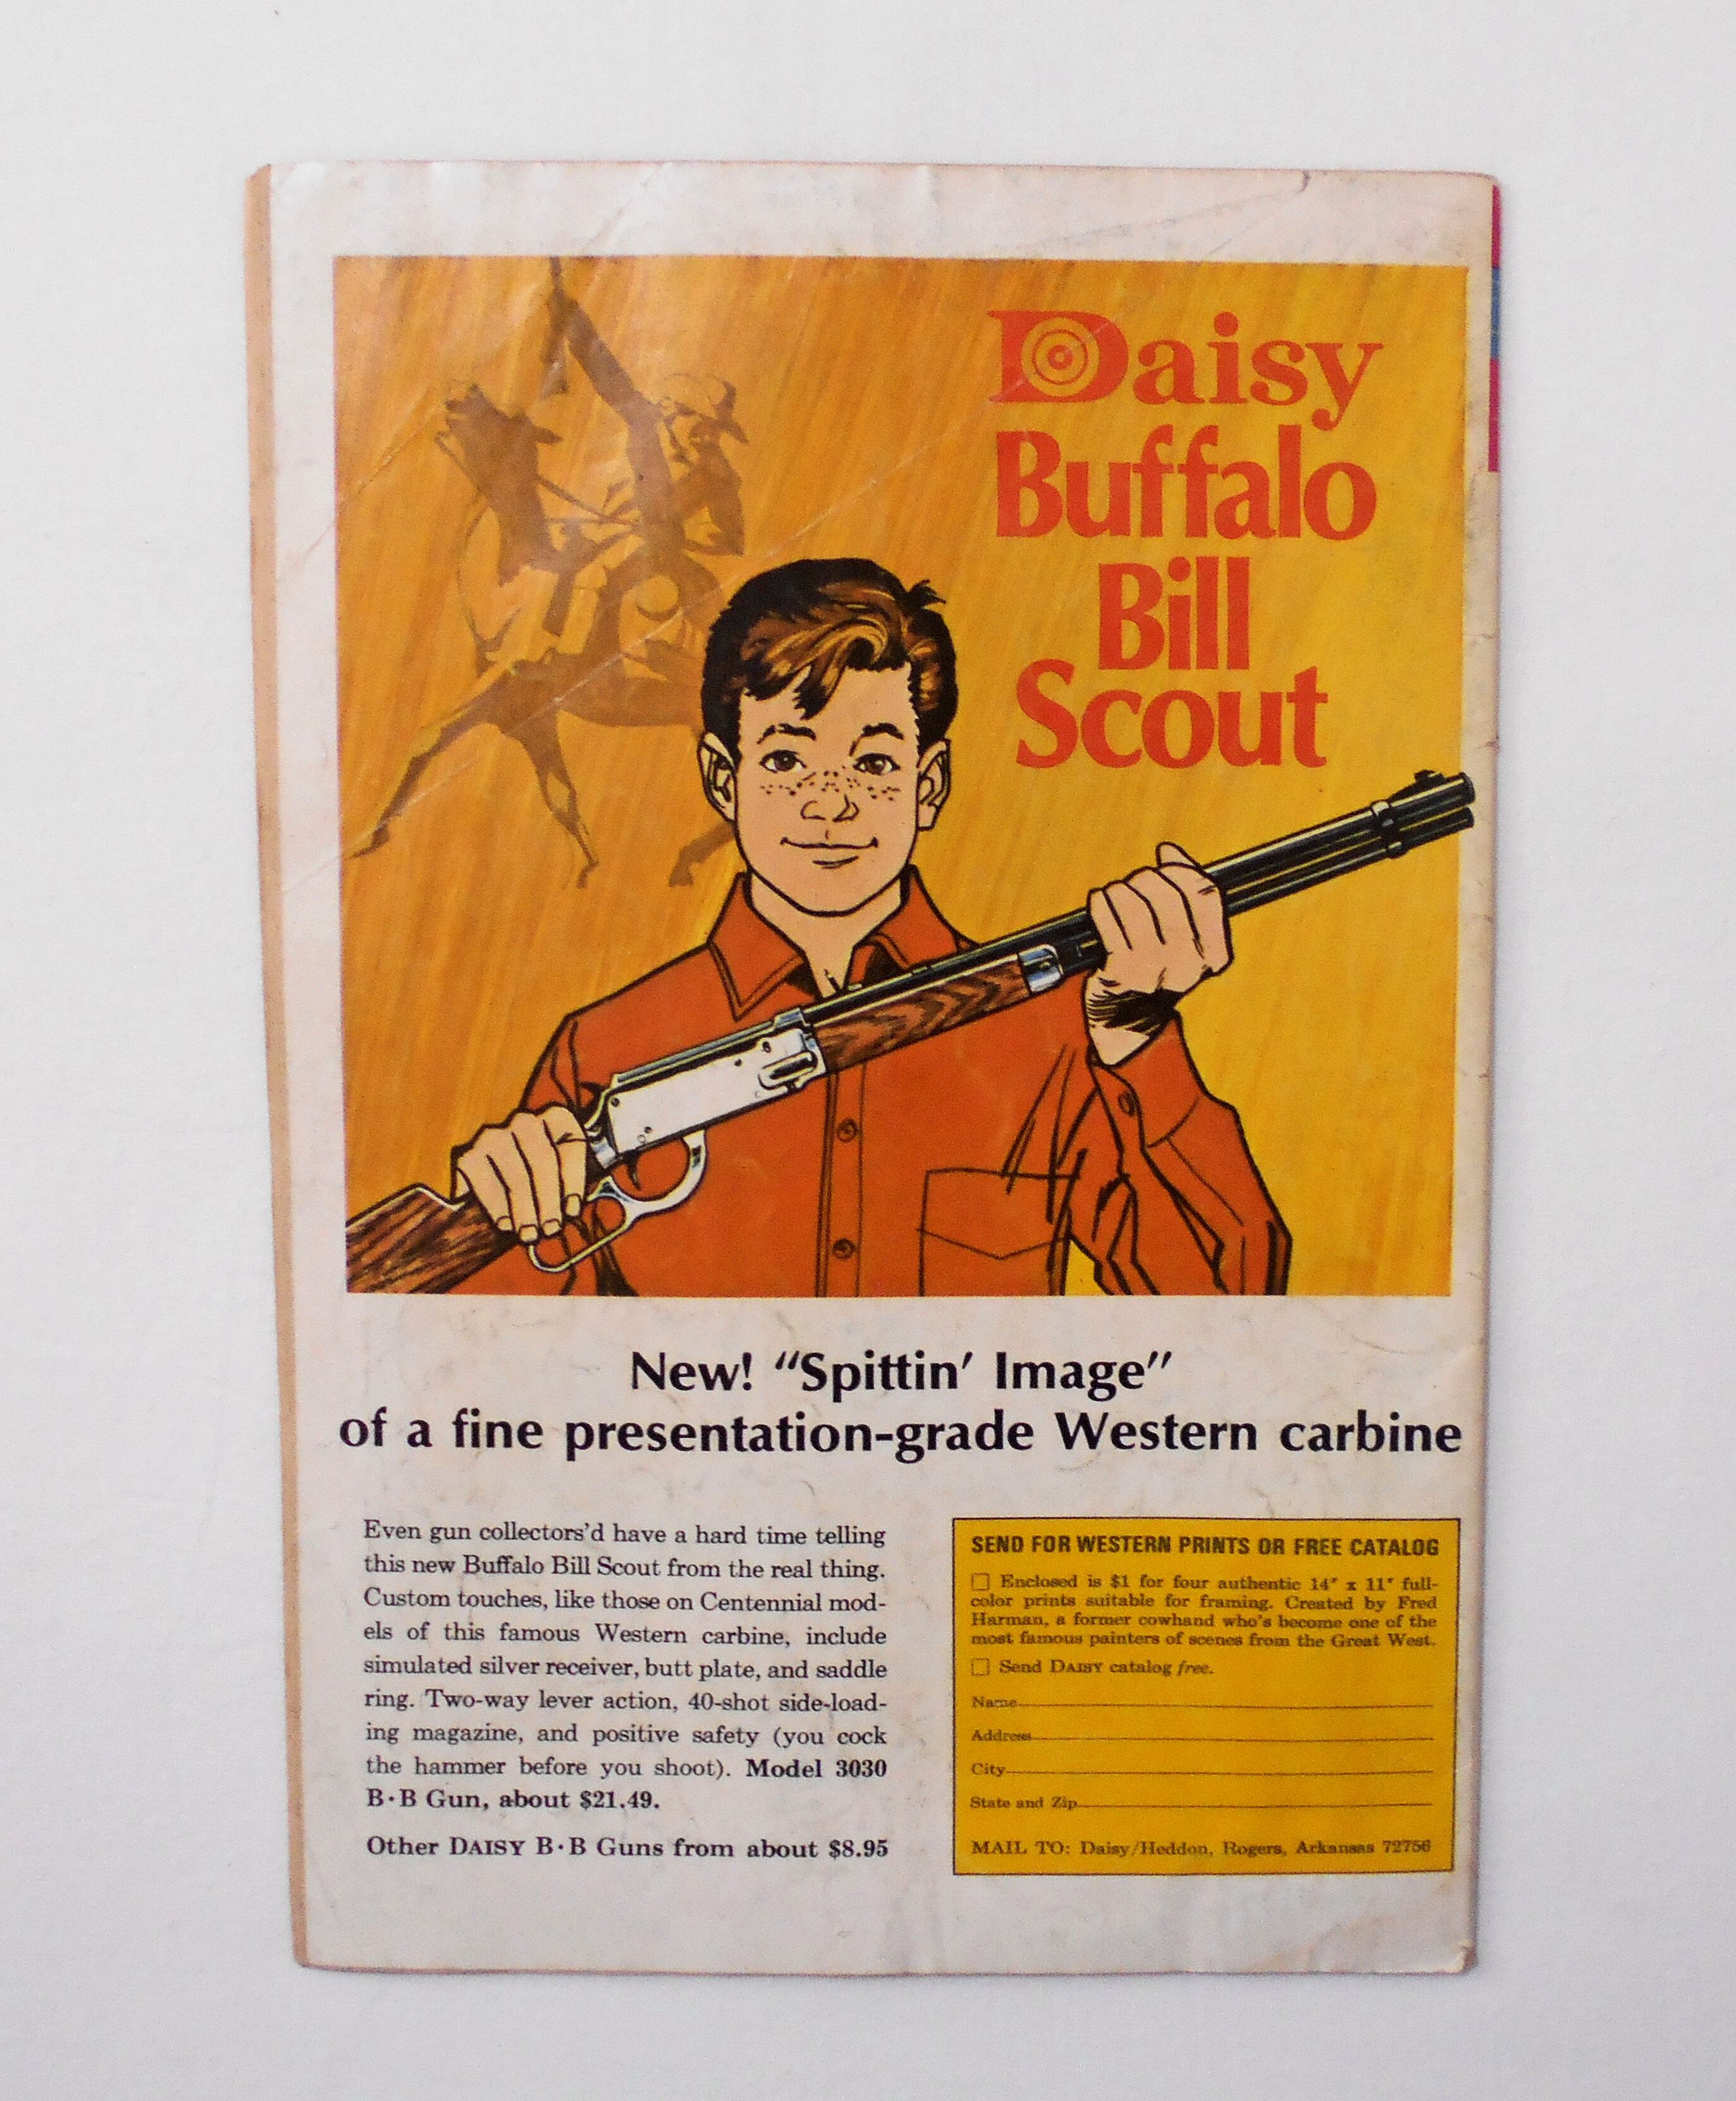 Daisy
Buffalo
Bill
Scout
New! “Spittin’ Image”
of a fine presentation-grade Western carbine
Even gun collectors’d have a hard time telling
this new Buffalo Bill Scout from the real thing.
Custom touches, like those on Centennial mod-
els of this famous Western carbine, include
simulated silver receiver, butt plate, and saddle
ring. Two-way lever action, 40-shot side-load-
ing magazine, and positive safety (you cock
the hammer before you shoot). Model 3030
B·B Gun, about $21.49.
Other DAISY B·B Guns from about $8.95
SEND FOR WESTERN PRINTS OR FREE CATALOG
☐ Enclosed is $1 for four authentic 14" x 11" full-
color prints suitable for framing. Created by Fred
Harman, a former cowhand who's become one of the
most famous painters of scenes from the Great West.
☐ Send DAISY catalog free.
Name
Address
City
State and Zip
MAIL TO: Daisy/Heddon, Rogers, Arkansas 72756